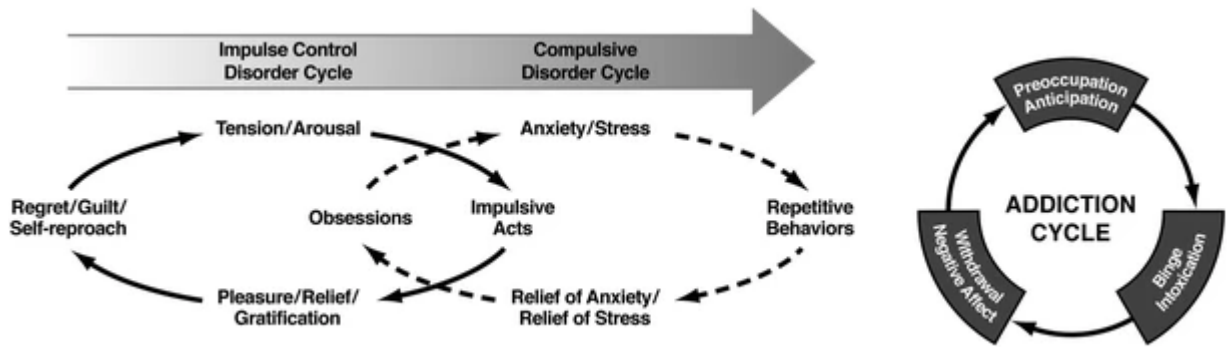 Impulse Control
Disorder Cycle
Compulsive
Disorder Cycle
Tension/Arousal
Anxiety/Stress
Regret/Guilt/
Self-reproach
Obsessions
Impulsive
Acts
Repetitive
Behaviors
Pleasure/Relief/
Gratification
Relief of Anxiety/
Relief of Stress
Preoccupation
Anticipation
ADDICTION
CYCLE
Binge
Intoxication
Withdrawal
Negative Affect